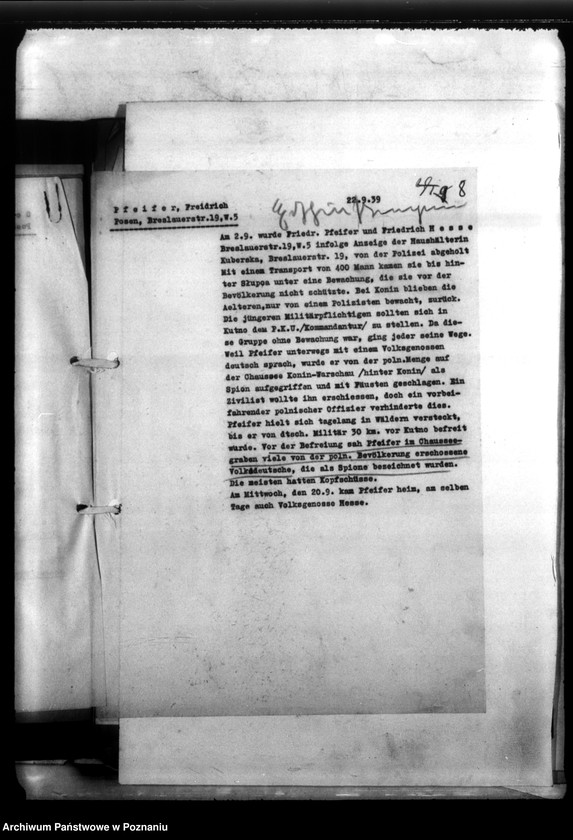 22.9.39
8
P f e i f e r, Freidrich
Posen, Breslauerstr.19,W.5
Am 2.9. wurde Friedr. Pfeifer und Friedrich H e s s e
Breslauerstr.19,W.5 infolge Anzeige der Haushälterin
Kuberska, Breslauerstr. 19, von der Polizei abgeholt
Mit einem Transport von 400 Mann kamen sie bis hin-
ter Słupca unter eine Bewachung, die sie vor der
Bevölkerung nicht schützte. Bei Konin blieben die
Aelteren,nur von einem Polizisten bewacht, zurück.
Die jüngeren Militärpflichtigen sollten sich in
Kutno dem P.K.U./Kommandantur/ zu stellen. Da die-
se Gruppe ohne Bewachung war, ging jeder seine Wege.
Weil Pfeifer unterwegs mit einem Volksgenossen
deutsch sprach, wurde er von der poln.Menge auf
der Chaussee Konin-Warschau /hinter Konin/ als
Spion aufgegriffen und mit Fäusten geschlagen. Ein
Zivilist wollte ihn erschiessen, doch ein vorbei-
fahrender polnischer Offizier verhinderte dies.
Pfeifer hielt sich tagelang in Wäldern versteckt,
bis er von dtsch. Militär 30 km. vor Kutno befreit
wurde. Vor der Befreiung sah Pfeifer im Chaussee-
graben viele von der poln. Bevölkerung erschossene
Volksdeutsche, die als Spione bezeichnet wurden.
Die meisten hatten Kopfschüsse.
Am Mittwoch, den 20.9. kam Pfeifer heim, am selben
Tage auch Volksgenosse Hesse.
Archiwum Państwowe w Poznaniu